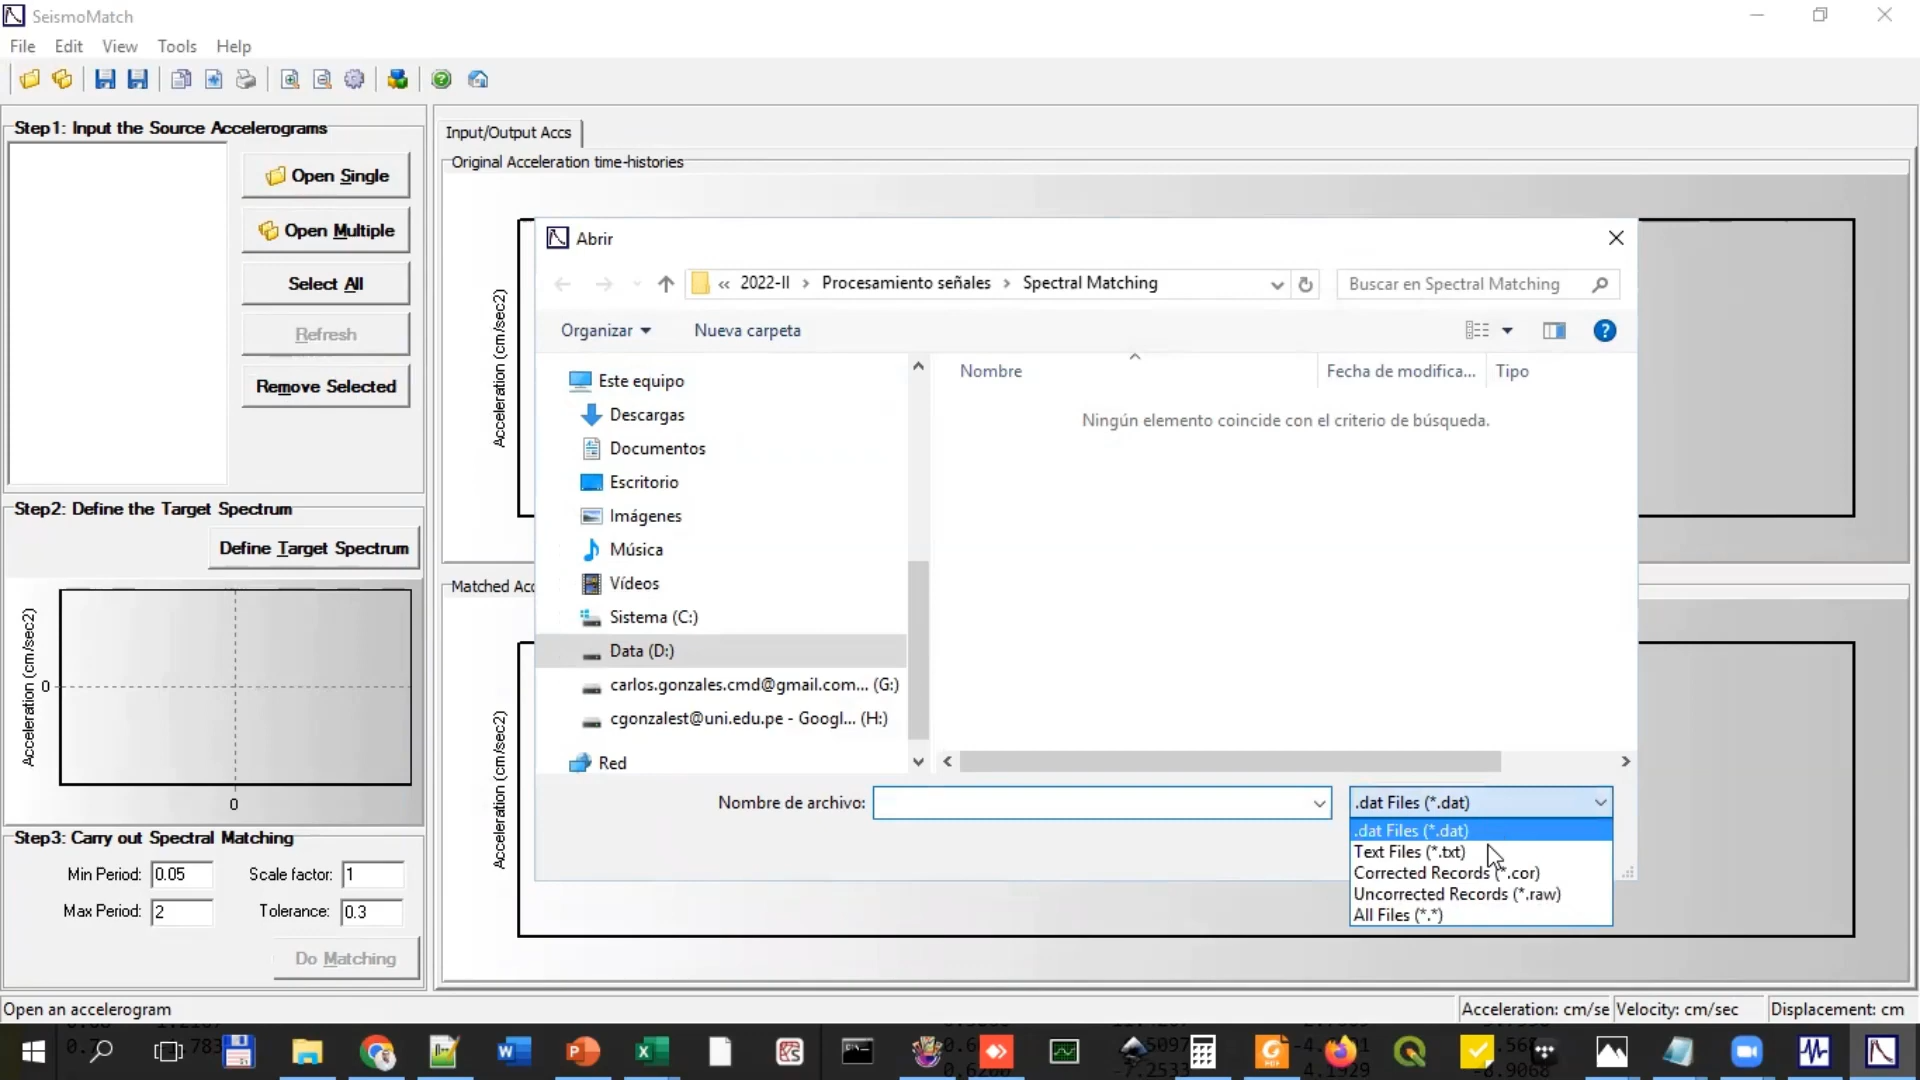 SeismoMatch
File Edit View Tools Help
Step1: Input the Source Accelerograms
Open Single
Open Multiple
Select All
Refresh
Remove Selected
Step2: Define the Target Spectrum
Define Target Spectrum
Acceleration (cm/sec2)
0
0
Step3: Carry out Spectral Matching
Min Period: 0.05 Scale factor: 1
Max Period: 2 Tolerance: 0.3
Do Matching
Input/Output Accs
Original Acceleration time-histories
Acceleration (cm/sec2)
Matched Acc
Acceleration (cm/sec2)
Abrir
« 2022-II › Procesamiento señales › Spectral Matching
Buscar en Spectral Matching
Organizar Nueva carpeta
Este equipo
Descargas
Documentos
Escritorio
Imágenes
Música
Vídeos
Sistema (C:)
Data (D:)
carlos.gonzales.cmd@gmail.com... (G:)
cgonzalest@uni.edu.pe - Googl... (H:)
Red
Nombre Fecha de modifica... Tipo
Ningún elemento coincide con el criterio de búsqueda.
Nombre de archivo:
.dat Files (*.dat)
.dat Files (*.dat)
Text Files (*.txt)
Corrected Records (*.cor)
Uncorrected Records (*.raw)
All Files (*.*)
Open an accelerogram
Acceleration: cm/se Velocity: cm/sec Displacement: cm